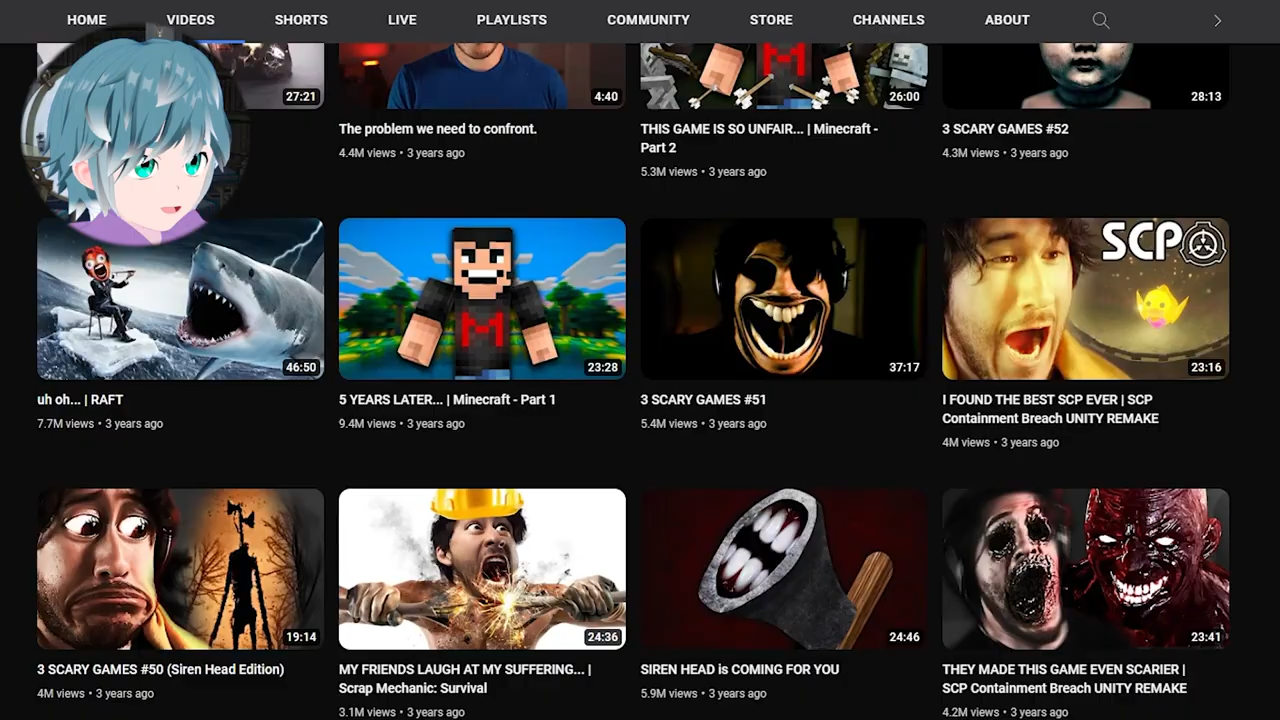 HOME VIDEOS SHORTS LIVE PLAYLISTS COMMUNITY STORE CHANNELS ABOUT
27:21
4:40
M
26:00
28:13
The problem we need to confront.
4.4M views • 3 years ago
THIS GAME IS SO UNFAIR... | Minecraft -
Part 2
5.3M views • 3 years ago
3 SCARY GAMES #52
4.3M views • 3 years ago
46:50
M
23:28
37:17
SCP
23:16
uh oh... | RAFT
7.7M views • 3 years ago
5 YEARS LATER... | Minecraft - Part 1
9.4M views • 3 years ago
3 SCARY GAMES #51
5.4M views • 3 years ago
I FOUND THE BEST SCP EVER | SCP
Containment Breach UNITY REMAKE
4M views • 3 years ago
19:14
24:36
24:46
23:41
3 SCARY GAMES #50 (Siren Head Edition)
4M views • 3 years ago
MY FRIENDS LAUGH AT MY SUFFERING... |
Scrap Mechanic: Survival
3.1M views • 3 years ago
SIREN HEAD is COMING FOR YOU
5.9M views • 3 years ago
THEY MADE THIS GAME EVEN SCARIER |
SCP Containment Breach UNITY REMAKE
4.2M views • 3 years ago